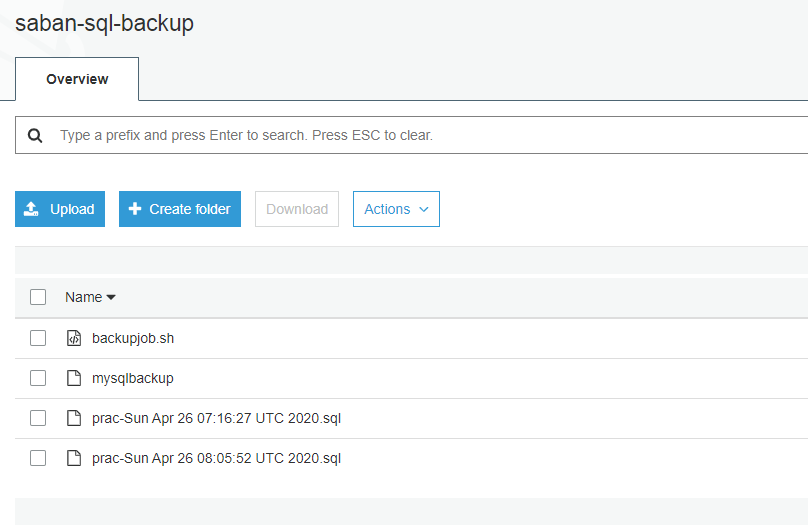 saban-sql-backup
Overview
Type a prefix and press Enter to search. Press ESC to clear.
Upload Create folder Download Actions
Name
backupjob.sh
mysqlbackup
prac-Sun Apr 26 07:16:27 UTC 2020.sql
prac-Sun Apr 26 08:05:52 UTC 2020.sql